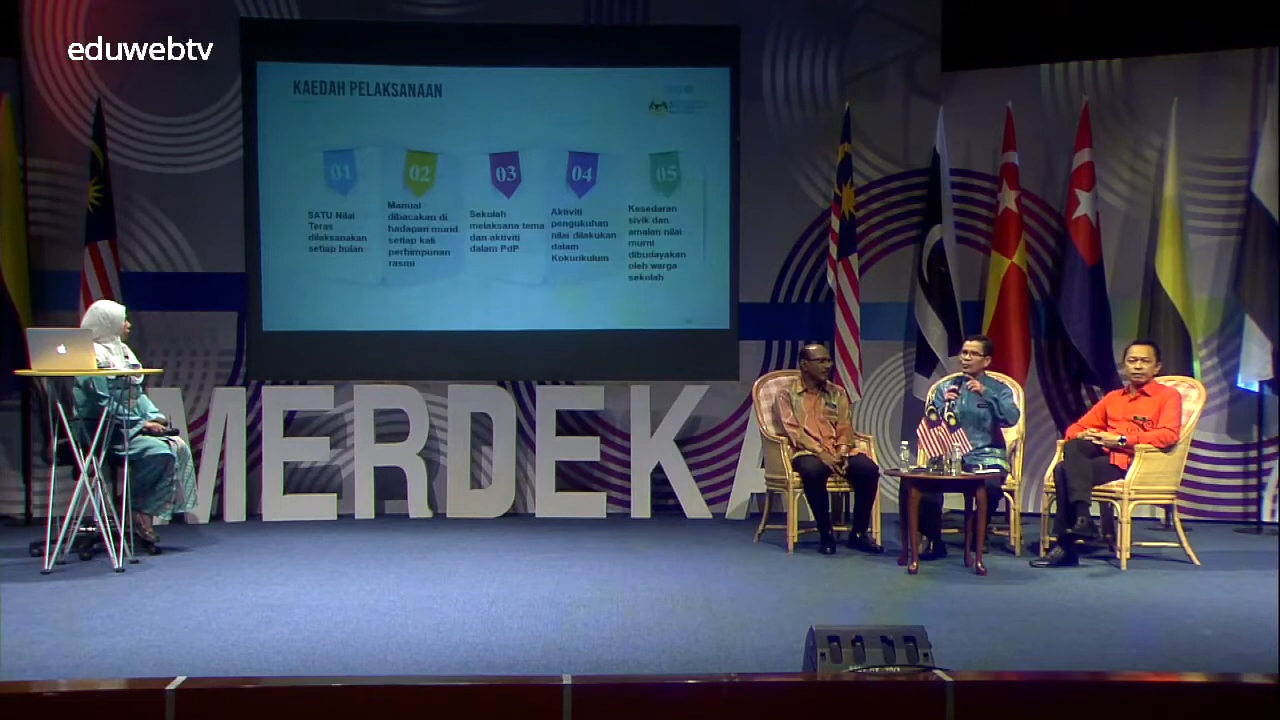 eduwebtv
KAEDAH PELAKSANAAN
01
SATU Nilai
Teras
dilaksanakan
setiap bulan
02
Manual
dibacakan di
hadapan murid
setiap kali
perhimpunan
rasmi
03
Sekolah
melaksana tema
dan aktiviti
dalam PdP
04
Aktiviti
pengukuhan
nilai dilakukan
dalam
Kokurikulum
05
Kesedaran
sivik dan
amalan nilai
murni
dibudayakan
oleh warga
sekolah
MERDEKA